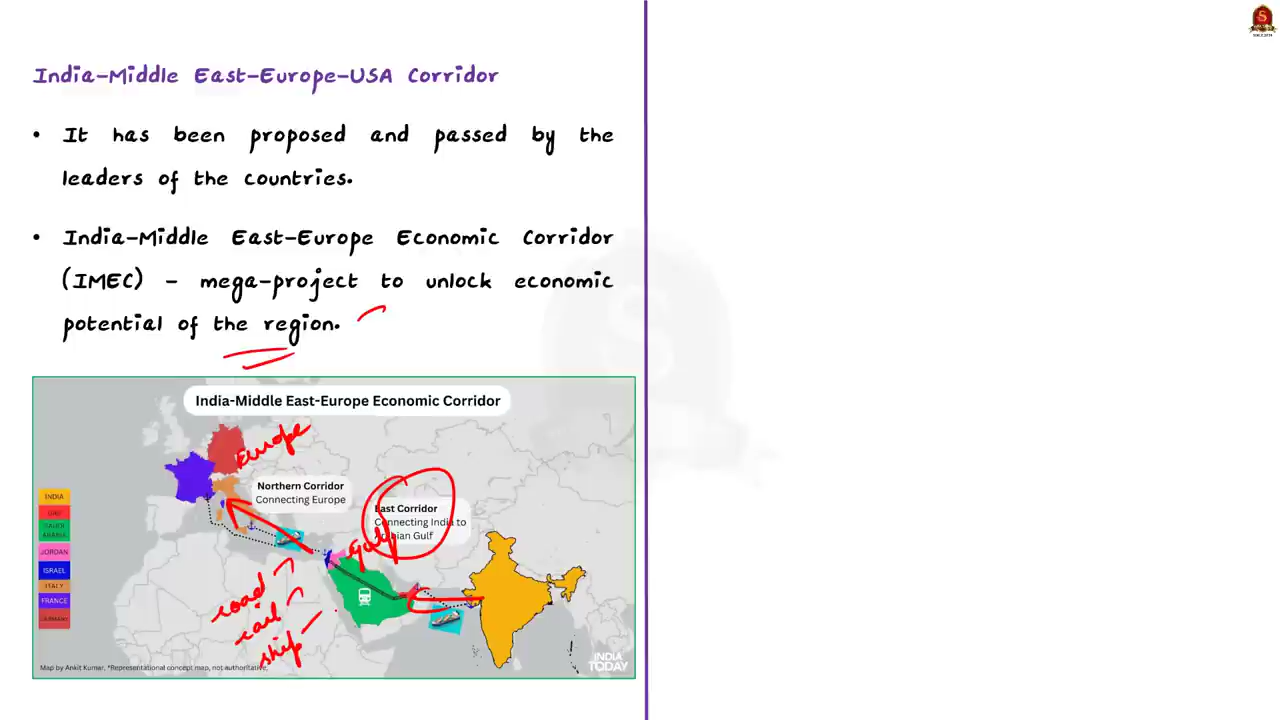 India-Middle East-Europe-USA Corridor
• It has been proposed and passed by the
leaders of the countries.
• India-Middle East-Europe Economic Corridor
(IMEC) - mega-project to unlock economic
potential of the region.
India-Middle East-Europe Economic Corridor
Europe
Northern Corridor
Connecting Europe
East Corridor
Connecting India to
Arabian Gulf
Gulf
INDIA
UAE
SAUDI
ARABIA
JORDAN
ISRAEL
ITALY
FRANCE
GERMANY
road
rail
ship
Map by Ankit Kumar, *Representational concept map, not authoritative.
INDIA
TODAY
S